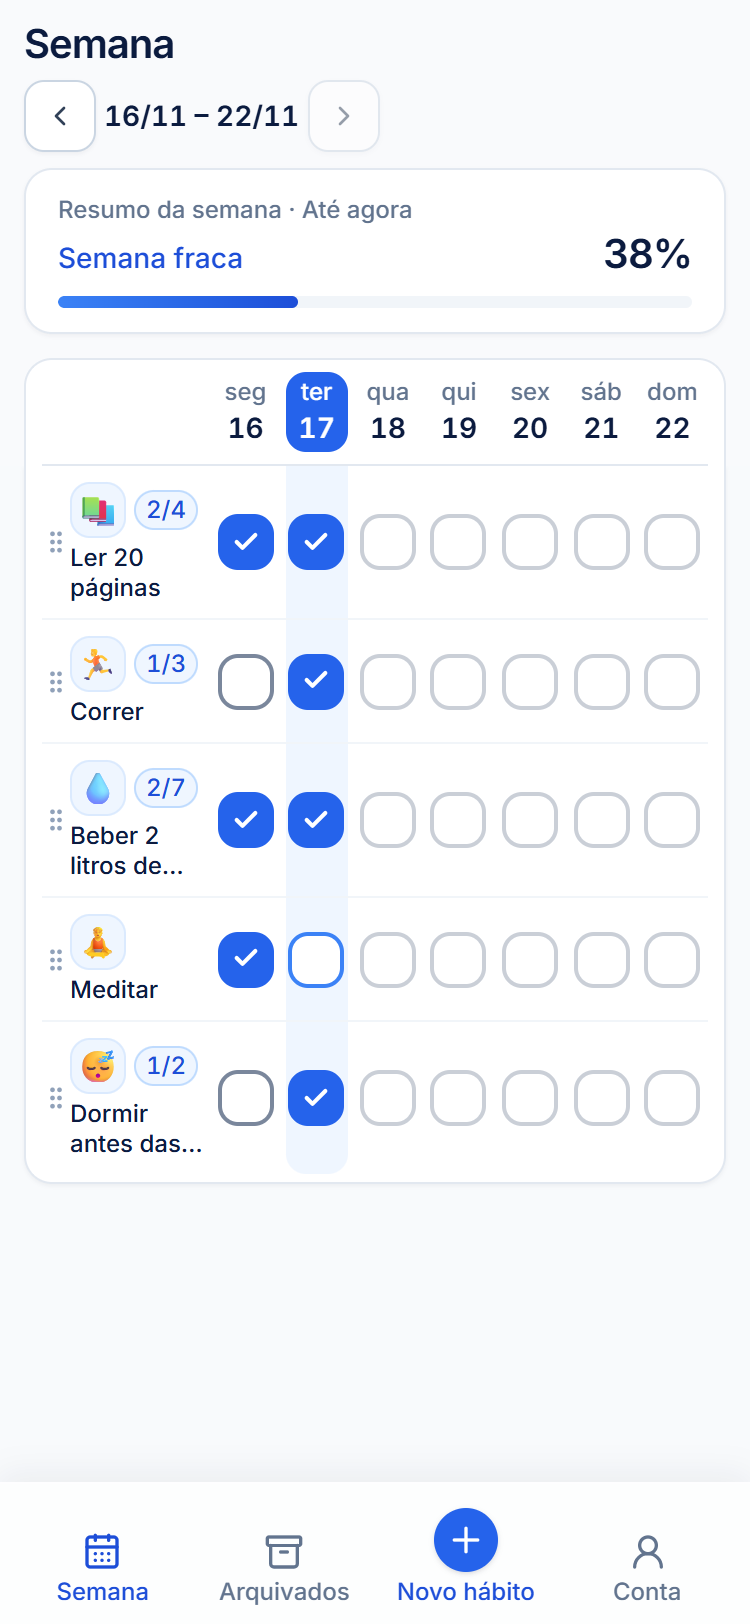 Semana
16/11 – 22/11
Resumo da semana · Até agora
Semana fraca
38%
seg ter qua qui sex sáb dom
16 17 18 19 20 21 22
2/4
Ler 20
páginas
1/3
Correr
2/7
Beber 2
litros de...
Meditar
1/2
Dormir
antes das...
Semana Arquivados Novo hábito Conta